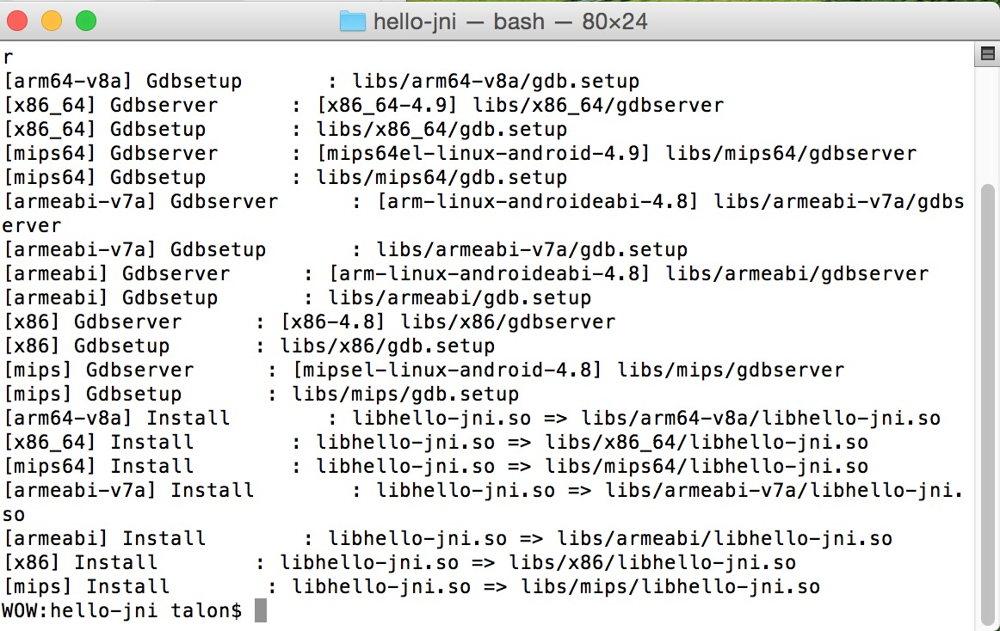 hello-jni — bash — 80×24
r
[arm64-v8a] Gdbsetup       : libs/arm64-v8a/gdb.setup
[x86_64] Gdbserver      : [x86_64-4.9] libs/x86_64/gdbserver
[x86_64] Gdbsetup       : libs/x86_64/gdb.setup
[mips64] Gdbserver      : [mips64el-linux-android-4.9] libs/mips64/gdbserver
[mips64] Gdbsetup       : libs/mips64/gdb.setup
[armeabi-v7a] Gdbserver      : [arm-linux-androideabi-4.8] libs/armeabi-v7a/gdbs
erver
[armeabi-v7a] Gdbsetup       : libs/armeabi-v7a/gdb.setup
[armeabi] Gdbserver      : [arm-linux-androideabi-4.8] libs/armeabi/gdbserver
[armeabi] Gdbsetup       : libs/armeabi/gdb.setup
[x86] Gdbserver      : [x86-4.8] libs/x86/gdbserver
[x86] Gdbsetup       : libs/x86/gdb.setup
[mips] Gdbserver      : [mipsel-linux-android-4.8] libs/mips/gdbserver
[mips] Gdbsetup       : libs/mips/gdb.setup
[arm64-v8a] Install        : libhello-jni.so => libs/arm64-v8a/libhello-jni.so
[x86_64] Install        : libhello-jni.so => libs/x86_64/libhello-jni.so
[mips64] Install        : libhello-jni.so => libs/mips64/libhello-jni.so
[armeabi-v7a] Install        : libhello-jni.so => libs/armeabi-v7a/libhello-jni.
so
[armeabi] Install        : libhello-jni.so => libs/armeabi/libhello-jni.so
[x86] Install        : libhello-jni.so => libs/x86/libhello-jni.so
[mips] Install        : libhello-jni.so => libs/mips/libhello-jni.so
WOW:hello-jni talon$